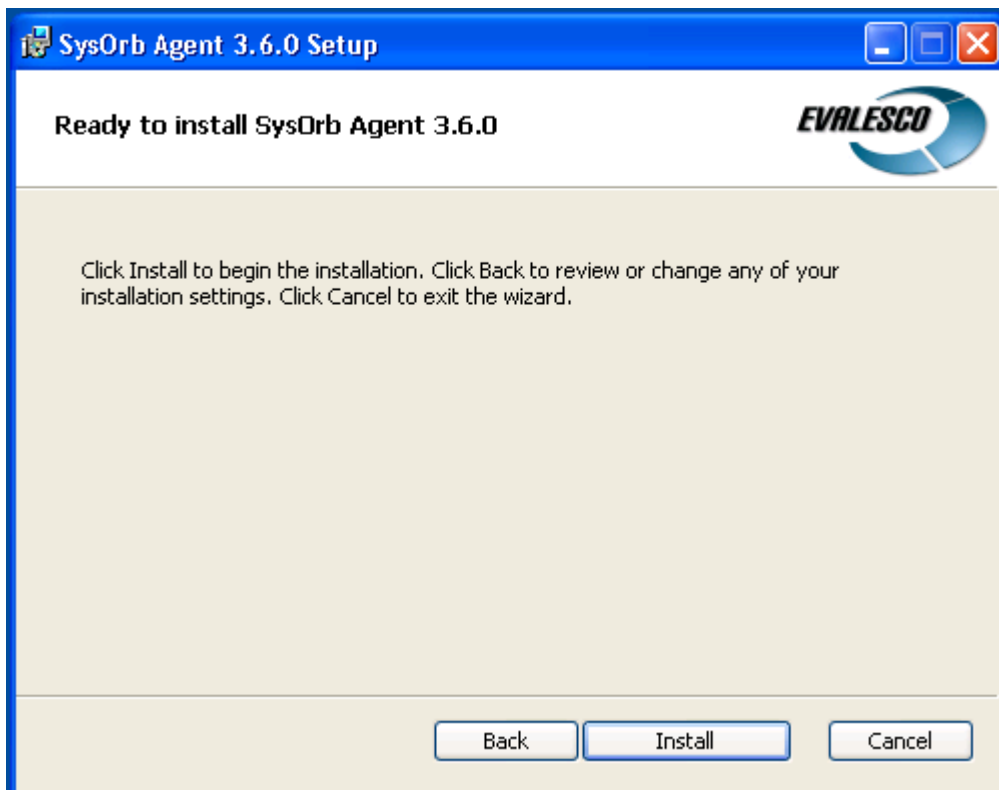 SysOrb Agent 3.6.0 Setup
Ready to install SysOrb Agent 3.6.0
EVALESCO
Click Install to begin the installation. Click Back to review or change any of your
installation settings. Click Cancel to exit the wizard.
Back
Install
Cancel